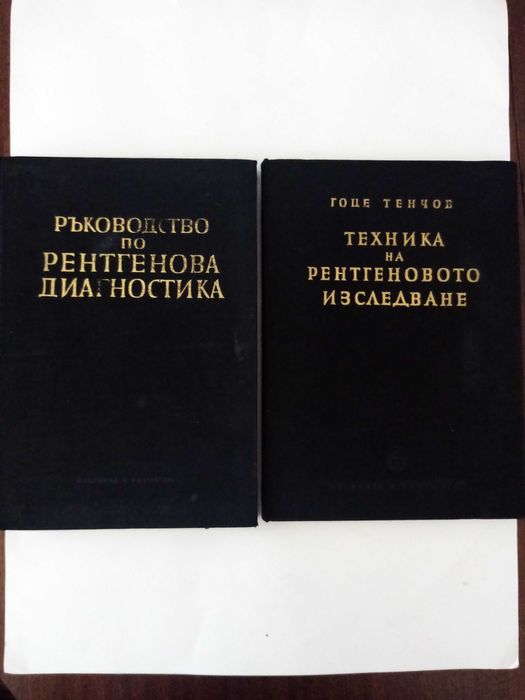 РЪКОВОДСТВО
ПО
РЕНТГЕНОВА
ДИАГНОСТИКА
ГОЦЕ ТЕНЧОВ
ТЕХНИКА
НА
РЕНТГЕНОВОТО
ИЗСЛЕДВАНЕ